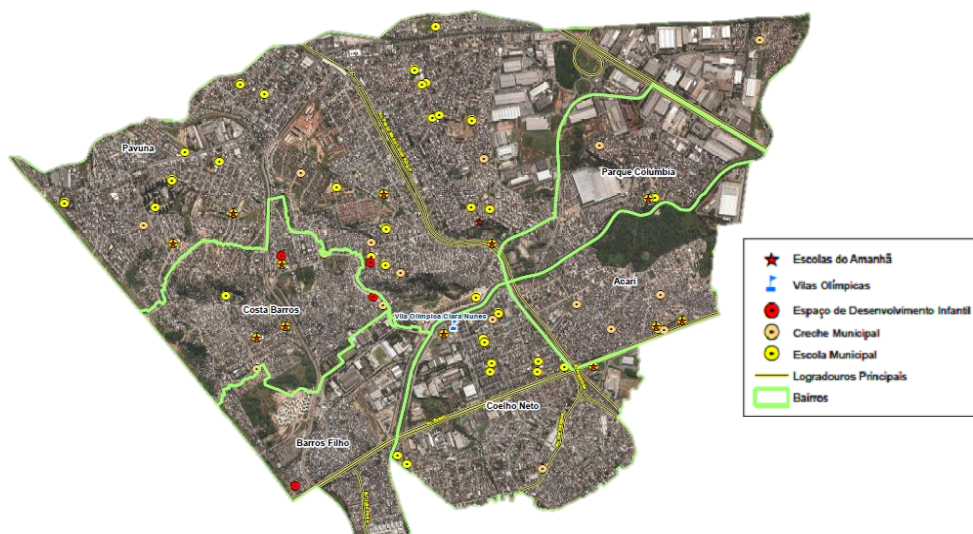 Pavuna
Parque Columbia
Acari
Costa Barros
Vila Olímpica Clara Nunes
Coelho Neto
Barros Filho
Escolas do Amanhã
Vilas Olímpicas
Espaço de Desenvolvimento Infantil
Creche Municipal
Escola Municipal
Logradouros Principais
Bairros